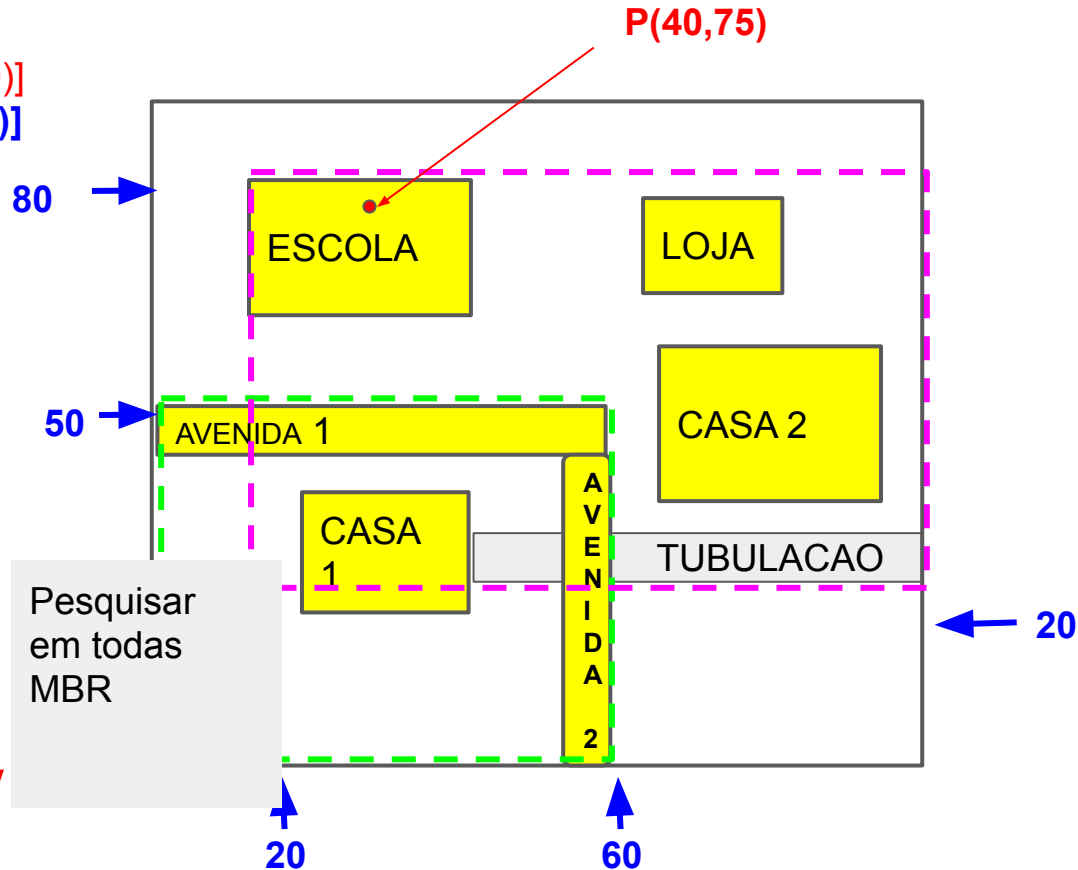 P(40,75)
)]
)]
80
ESCOLA
LOJA
50
AVENIDA 1
CASA 2
CASA
1
A
V
E
N
I
D
A
2
TUBULACAO
Pesquisar
em todas
MBR
20
20
60